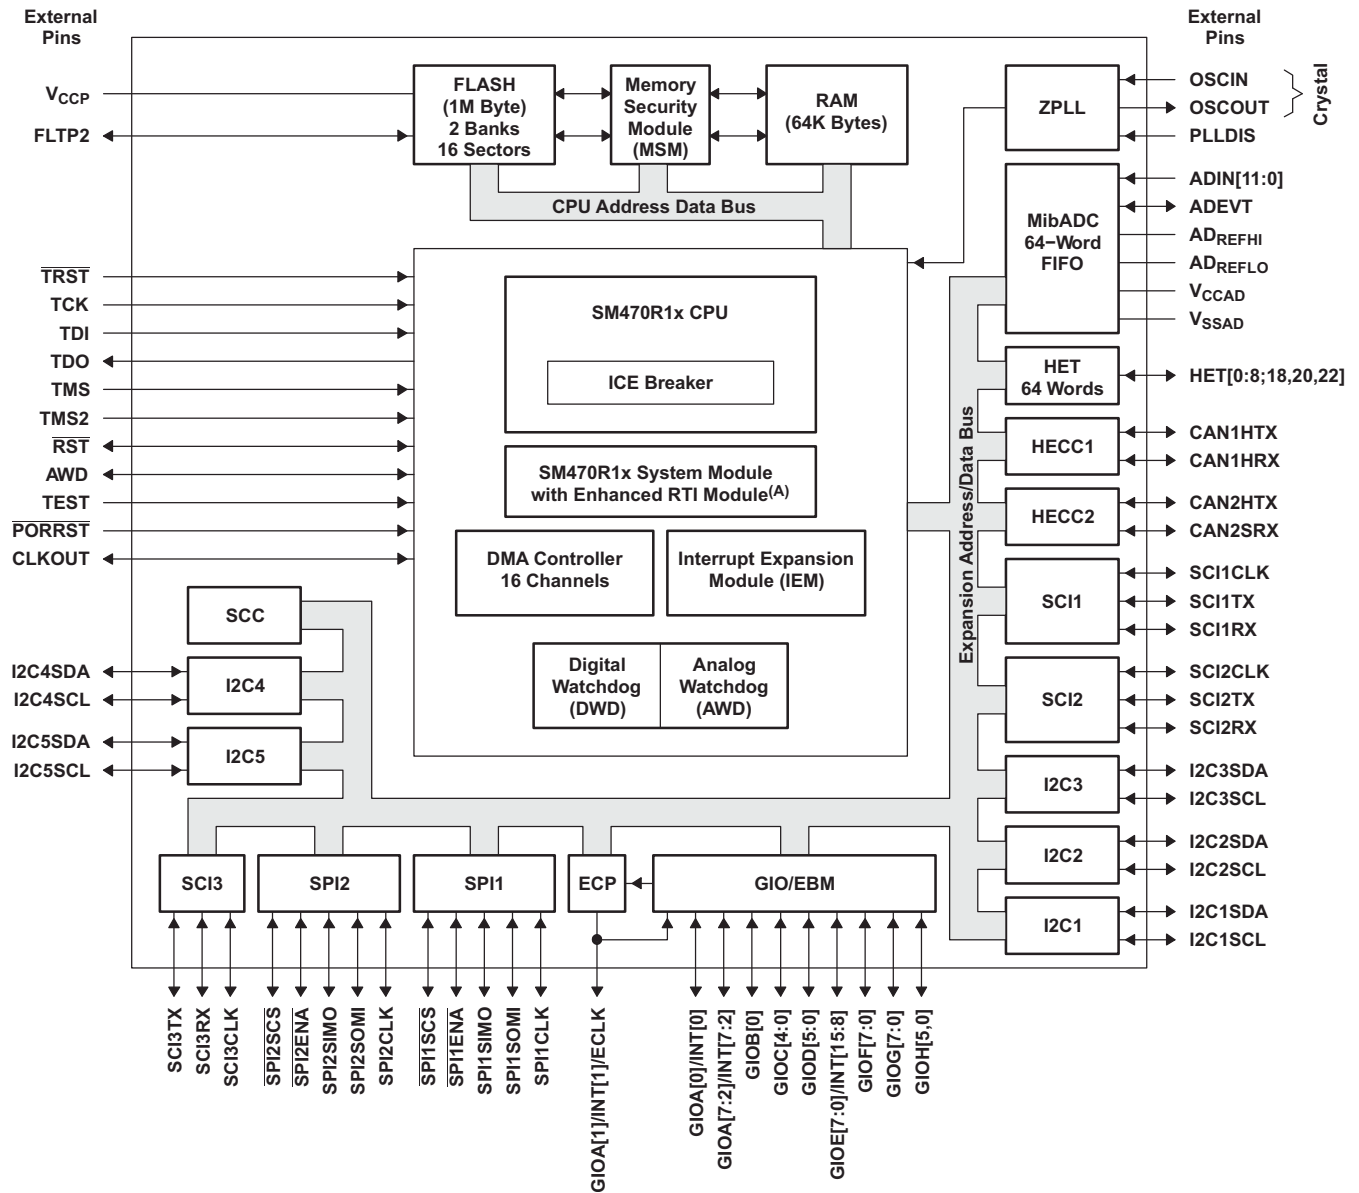 External
Pins
External
Pins
VCCP
FLTP2
FLASH
(1M Byte)
2 Banks
16 Sectors
Memory
Security
Module
(MSM)
RAM
(64K Bytes)
CPU Address Data Bus
ZPLL
OSCIN
OSCOUT
PLLDIS
Crystal
MibADC
64−Word
FIFO
ADIN[11:0]
ADEVT
ADREFHI
ADREFLO
VCCAD
VSSAD
TRST
TCK
TDI
TDO
TMS
TMS2
RST
AWD
TEST
PORRST
CLKOUT
SM470R1x CPU
ICE Breaker
SM470R1x System Module
with Enhanced RTI Module(A)
DMA Controller
16 Channels
Interrupt Expansion
Module (IEM)
Digital
Watchdog
(DWD)
Analog
Watchdog
(AWD)
Expansion Address/Data Bus
HET
64 Words
HET[0:8;18,20,22]
HECC1
CAN1HTX
CAN1HRX
HECC2
CAN2HTX
CAN2SRX
SCI1
SCI1CLK
SCI1TX
SCI1RX
SCI2
SCI2CLK
SCI2TX
SCI2RX
I2C3
I2C3SDA
I2C3SCL
I2C2
I2C2SDA
I2C2SCL
I2C1
I2C1SDA
I2C1SCL
SCC
I2C4SDA
I2C4SCL
I2C4
I2C5SDA
I2C5SCL
I2C5
SCI3
SPI2
SPI1
ECP
GIO/EBM
SCI3TX
SCI3RX
SCI3CLK
SPI2SCS
SPI2ENA
SPI2SIMO
SPI2SOMI
SPI2CLK
SPI1SCS
SPI1ENA
SPI1SIMO
SPI1SOMI
SPI1CLK
GIOA[1]/INT[1]/ECLK
GIOA[0]/INT[0]
GIOA[7:2]/INT[7:2]
GIOB[0]
GIOC[4:0]
GIOD[5:0]
GIOE[7:0]/INT[15:8]
GIOF[7:0]
GIOG[7:0]
GIOH[5,0]